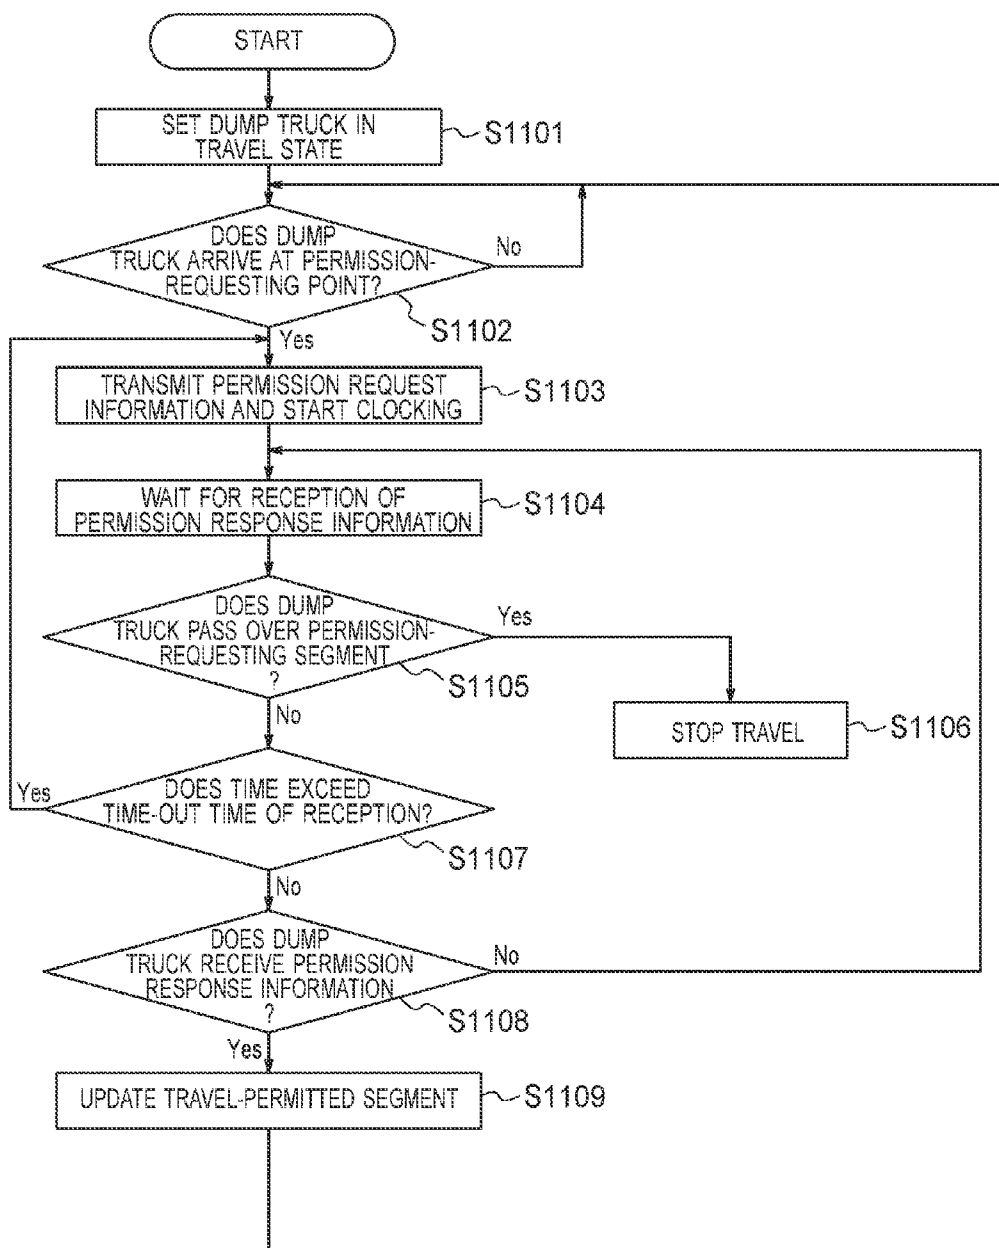 START
SET DUMP TRUCK IN
TRAVEL STATE
S1101
DOES DUMP
TRUCK ARRIVE AT PERMISSION-
REQUESTING POINT?
No
S1102
Yes
TRANSMIT PERMISSION REQUEST
INFORMATION AND START CLOCKING
S1103
WAIT FOR RECEPTION OF
PERMISSION RESPONSE INFORMATION
S1104
DOES DUMP
TRUCK PASS OVER PERMISSION-
REQUESTING SEGMENT
?
Yes
S1105
No
STOP TRAVEL
S1106
Yes
DOES TIME EXCEED
TIME-OUT TIME OF RECEPTION?
S1107
No
DOES DUMP
TRUCK RECEIVE PERMISSION
RESPONSE INFORMATION
?
No
S1108
Yes
UPDATE TRAVEL-PERMITTED SEGMENT
S1109